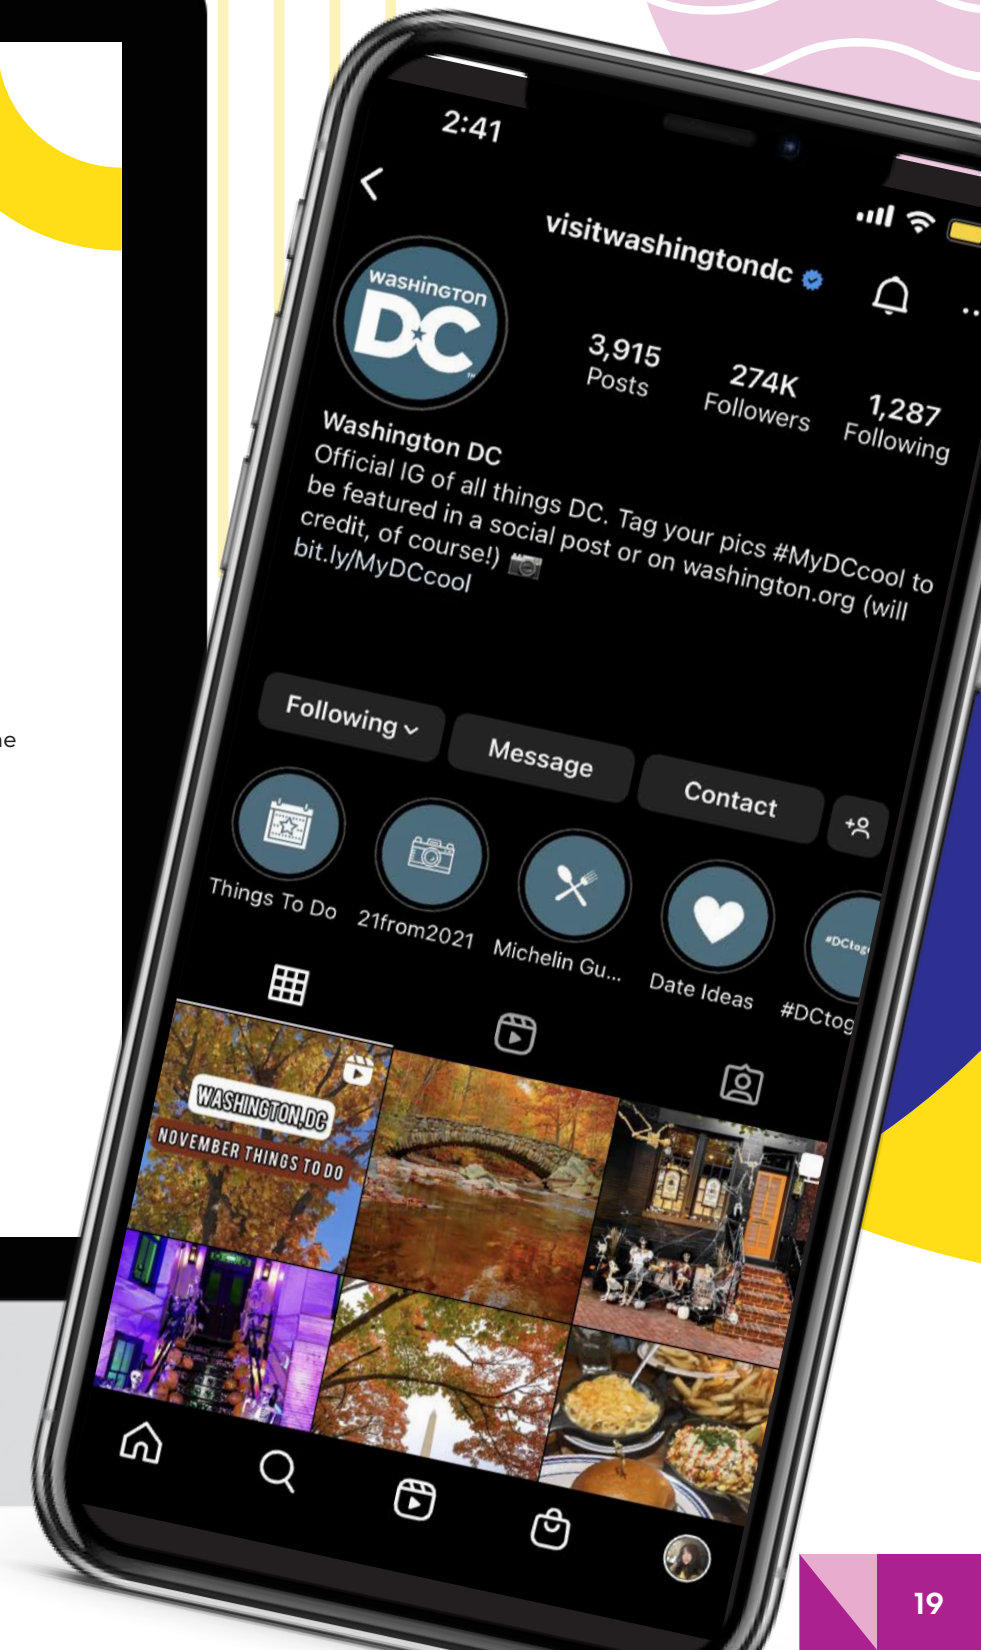 ne
2:41
visitwashingtondc
WASHINGTON
DC
3,915
Posts
274K
Followers
1,287
Following
Washington DC
Official IG of all things DC. Tag your pics #MyDCcool to
be featured in a social post or on washington.org (will
credit, of course!)
bit.ly/MyDCcool
Following
Message
Contact
#DCtog
Things To Do
21from2021
Michelin Gu...
Date Ideas
#DCtog
WASHINGTON, DC
NOVEMBER THINGS TO DO
19